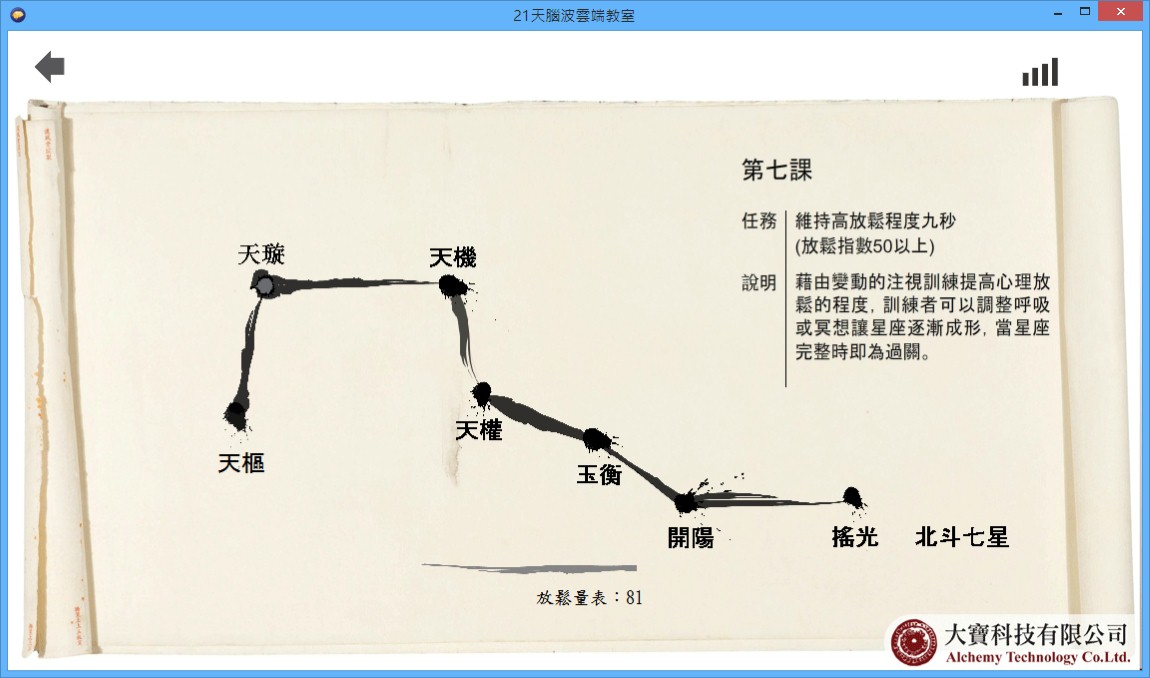 21天腦波雲端教室
第七課
任務
維持高放鬆程度九秒
(放鬆指數50以上)
說明
藉由變動的注視訓練提高心理放
鬆的程度, 訓練者可以調整呼吸
或冥想讓星座逐漸成形, 當星座
完整時即為過關。
天璇
天機
天權
天樞
玉衡
開陽
搖光
北斗七星
放鬆量表：81
大寶科技有限公司
Alchemy Technology Co.Ltd.